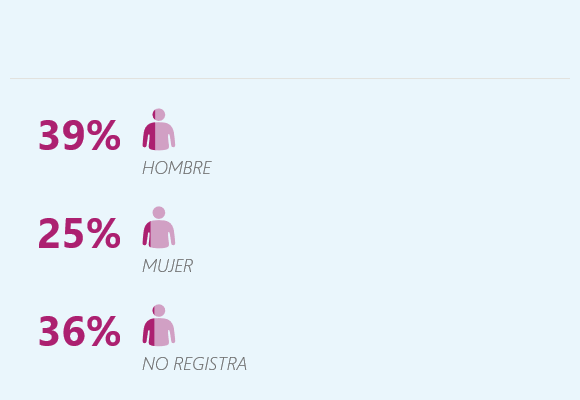 39%
HOMBRE
25%
MUJER
36%
NO REGISTRA